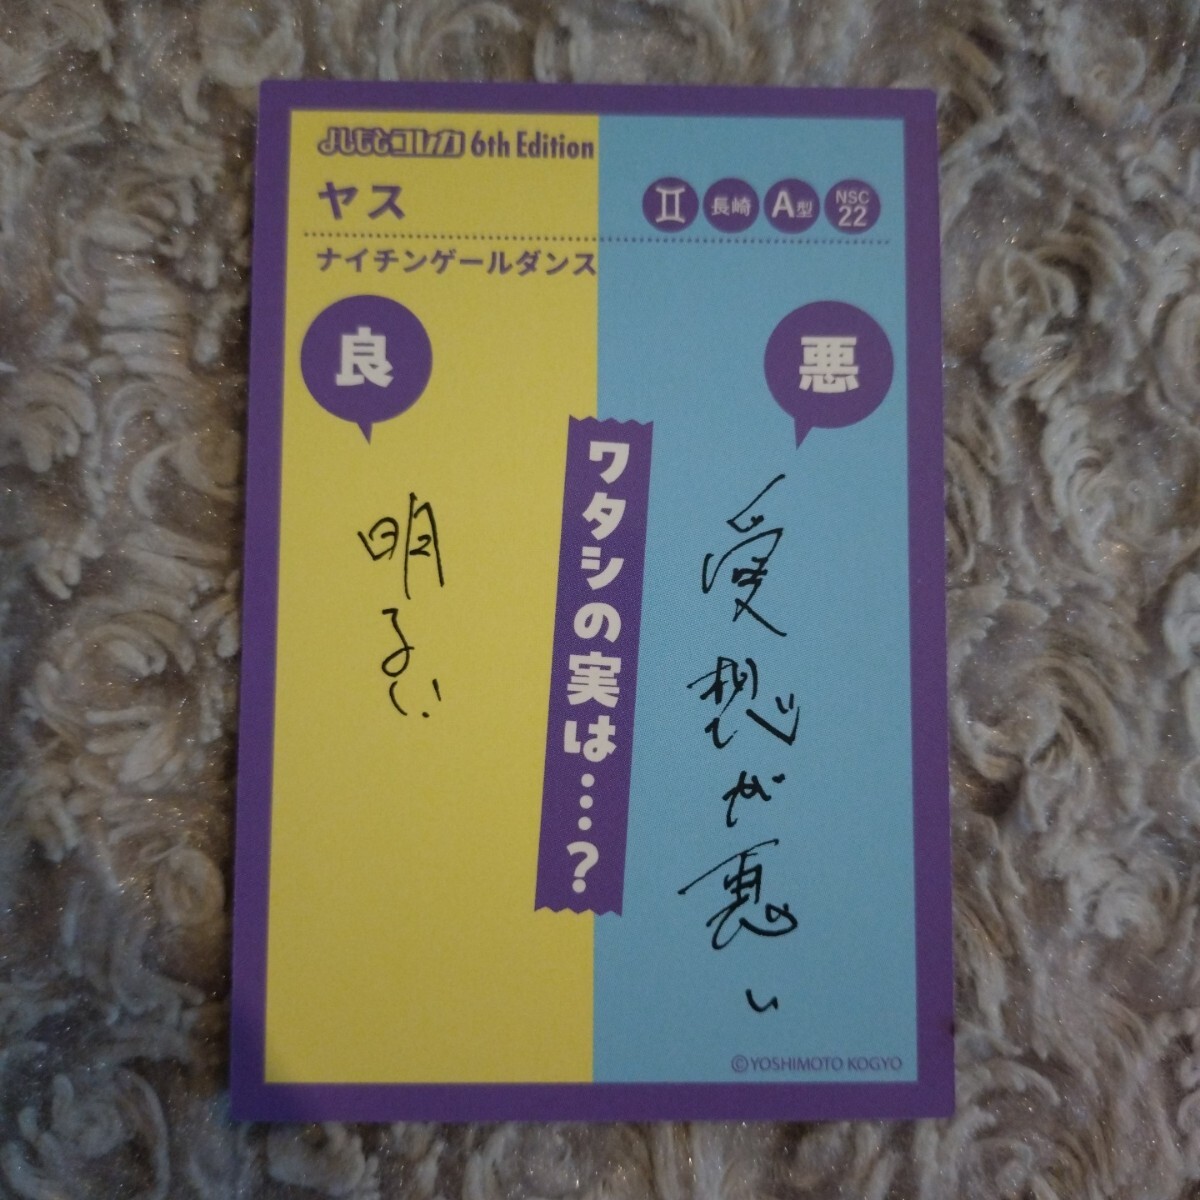 よしもとコレカ 6th Edition
ヤス
Ⅱ 長崎 A型 NSC 22
ナイチンゲールダンス
良
悪
ワタシの実は…?
明るい
愛想が悪い
©YOSHIMOTO KOGYO